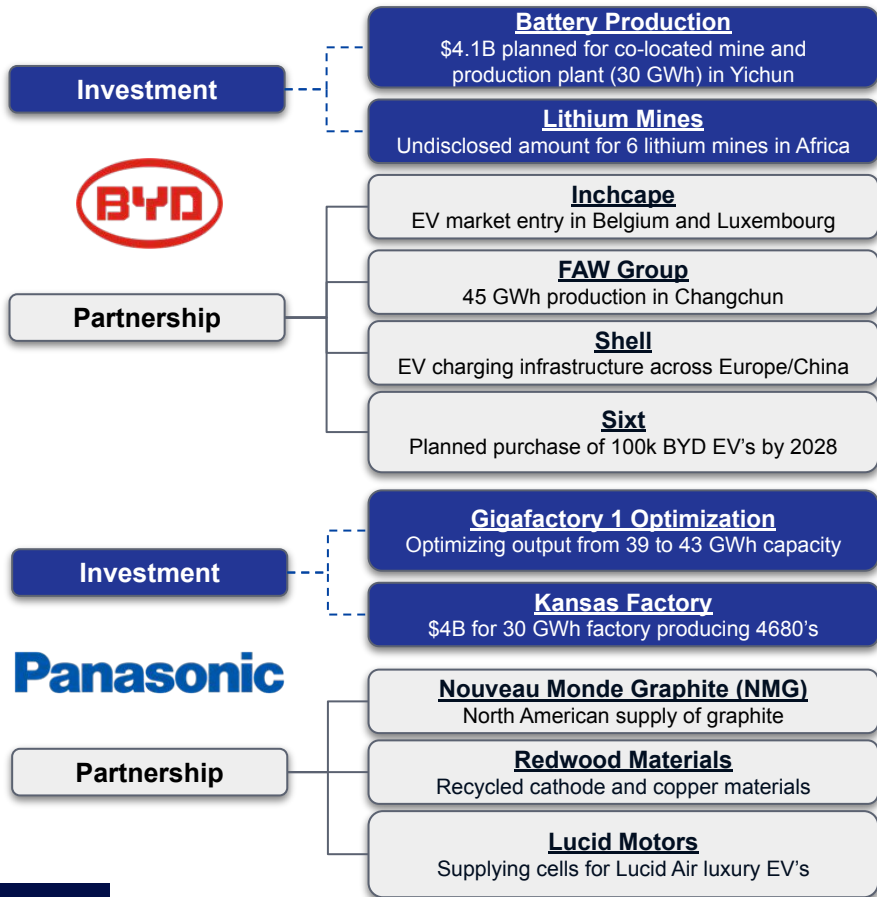 Investment
Battery Production
$4.1B planned for co-located mine and
production plant (30 GWh) in Yichun
Lithium Mines
Undisclosed amount for 6 lithium mines in Africa
BYD
Partnership
Inchcape
EV market entry in Belgium and Luxembourg
FAW Group
45 GWh production in Changchun
Shell
EV charging infrastructure across Europe/China
Sixt
Planned purchase of 100k BYD EV's by 2028
Investment
Gigafactory 1 Optimization
Optimizing output from 39 to 43 GWh capacity
Kansas Factory
$4B for 30 GWh factory producing 4680's
Panasonic
Partnership
Nouveau Monde Graphite (NMG)
North American supply of graphite
Redwood Materials
Recycled cathode and copper materials
Lucid Motors
Supplying cells for Lucid Air luxury EV's